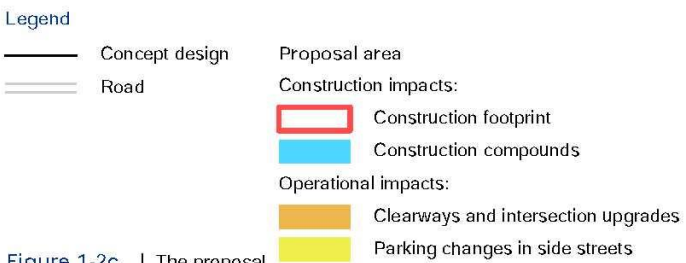 Legend
Concept design
Road
Proposal area
Construction impacts:
Construction footprint
Construction compounds
Operational impacts:
Clearways and intersection upgrades
Parking changes in side streets
Figure 1-2c | The proposal